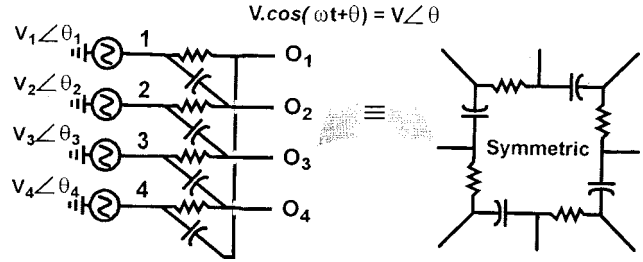 V.cos(ωt+θ) = V∠θ
V₁∠θ₁
1
O₁
V₂∠θ₂
2
O₂
V₃∠θ₃
3
O₃
≡
Symmetric
V₄∠θ₄
4
O₄